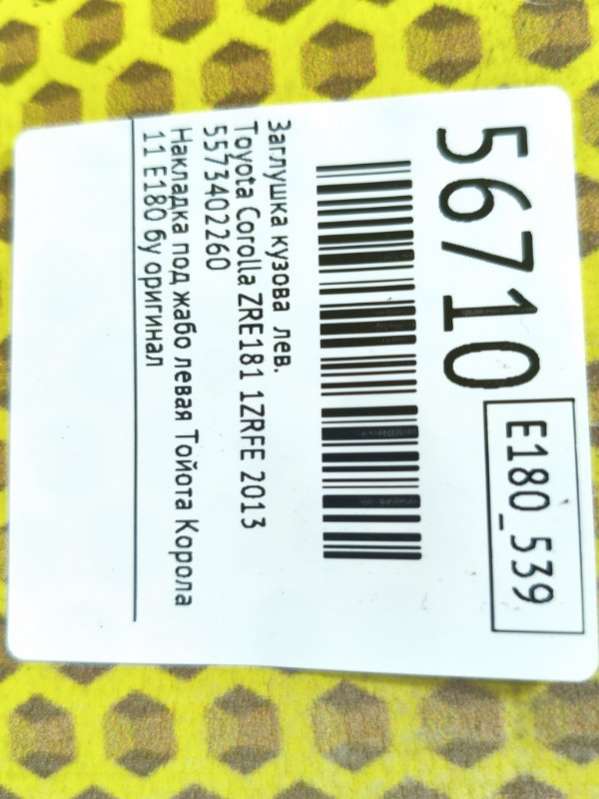 56710
E180_539
Заглушка кузова лев.
Toyota Corolla ZRE181 1ZRFE 2013
5573402260
Накладка под жабо левая Тойота Корола
11 E180 бу оригинал